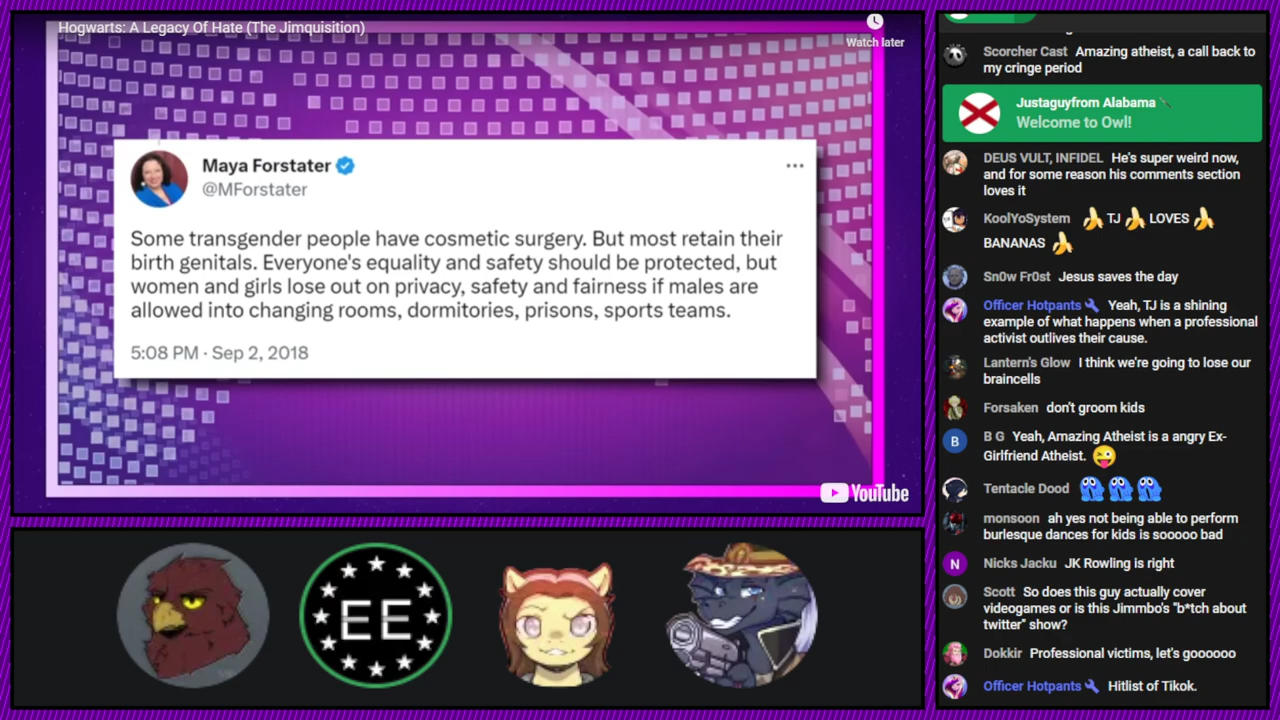 Hogwarts: A Legacy Of Hate (The Jimquisition)
Watch later
Maya Forstater
@MForstater
Some transgender people have cosmetic surgery. But most retain their
birth genitals. Everyone's equality and safety should be protected, but
women and girls lose out on privacy, safety and fairness if males are
allowed into changing rooms, dormitories, prisons, sports teams.
5:08 PM · Sep 2, 2018
YouTube
EE
Scorcher Cast Amazing atheist, a call back to
my cringe period
Justaguyfrom Alabama
Welcome to Owl!
DEUS VULT, INFIDEL He's super weird now,
and for some reason his comments section
loves it
KoolYoSystem 🍌 TJ 🍌 LOVES 🍌
BANANAS 🍌
Sn0w Fr0st Jesus saves the day
Officer Hotpants Yeah, TJ is a shining
example of what happens when a professional
activist outlives their cause.
Lantern's Glow I think we're going to lose our
braincells
Forsaken don't groom kids
B
B G Yeah, Amazing Atheist is a angry Ex-
Girlfriend Atheist. 😜
Tentacle Dood
monsoon ah yes not being able to perform
burlesque dances for kids is sooooo bad
N
Nicks Jacku JK Rowling is right
Scott So does this guy actually cover
videogames or is this Jimmbo's "b*tch about
twitter" show?
Dokkir Professional victims, let's goooooo
Officer Hotpants Hitlist of Tikok.